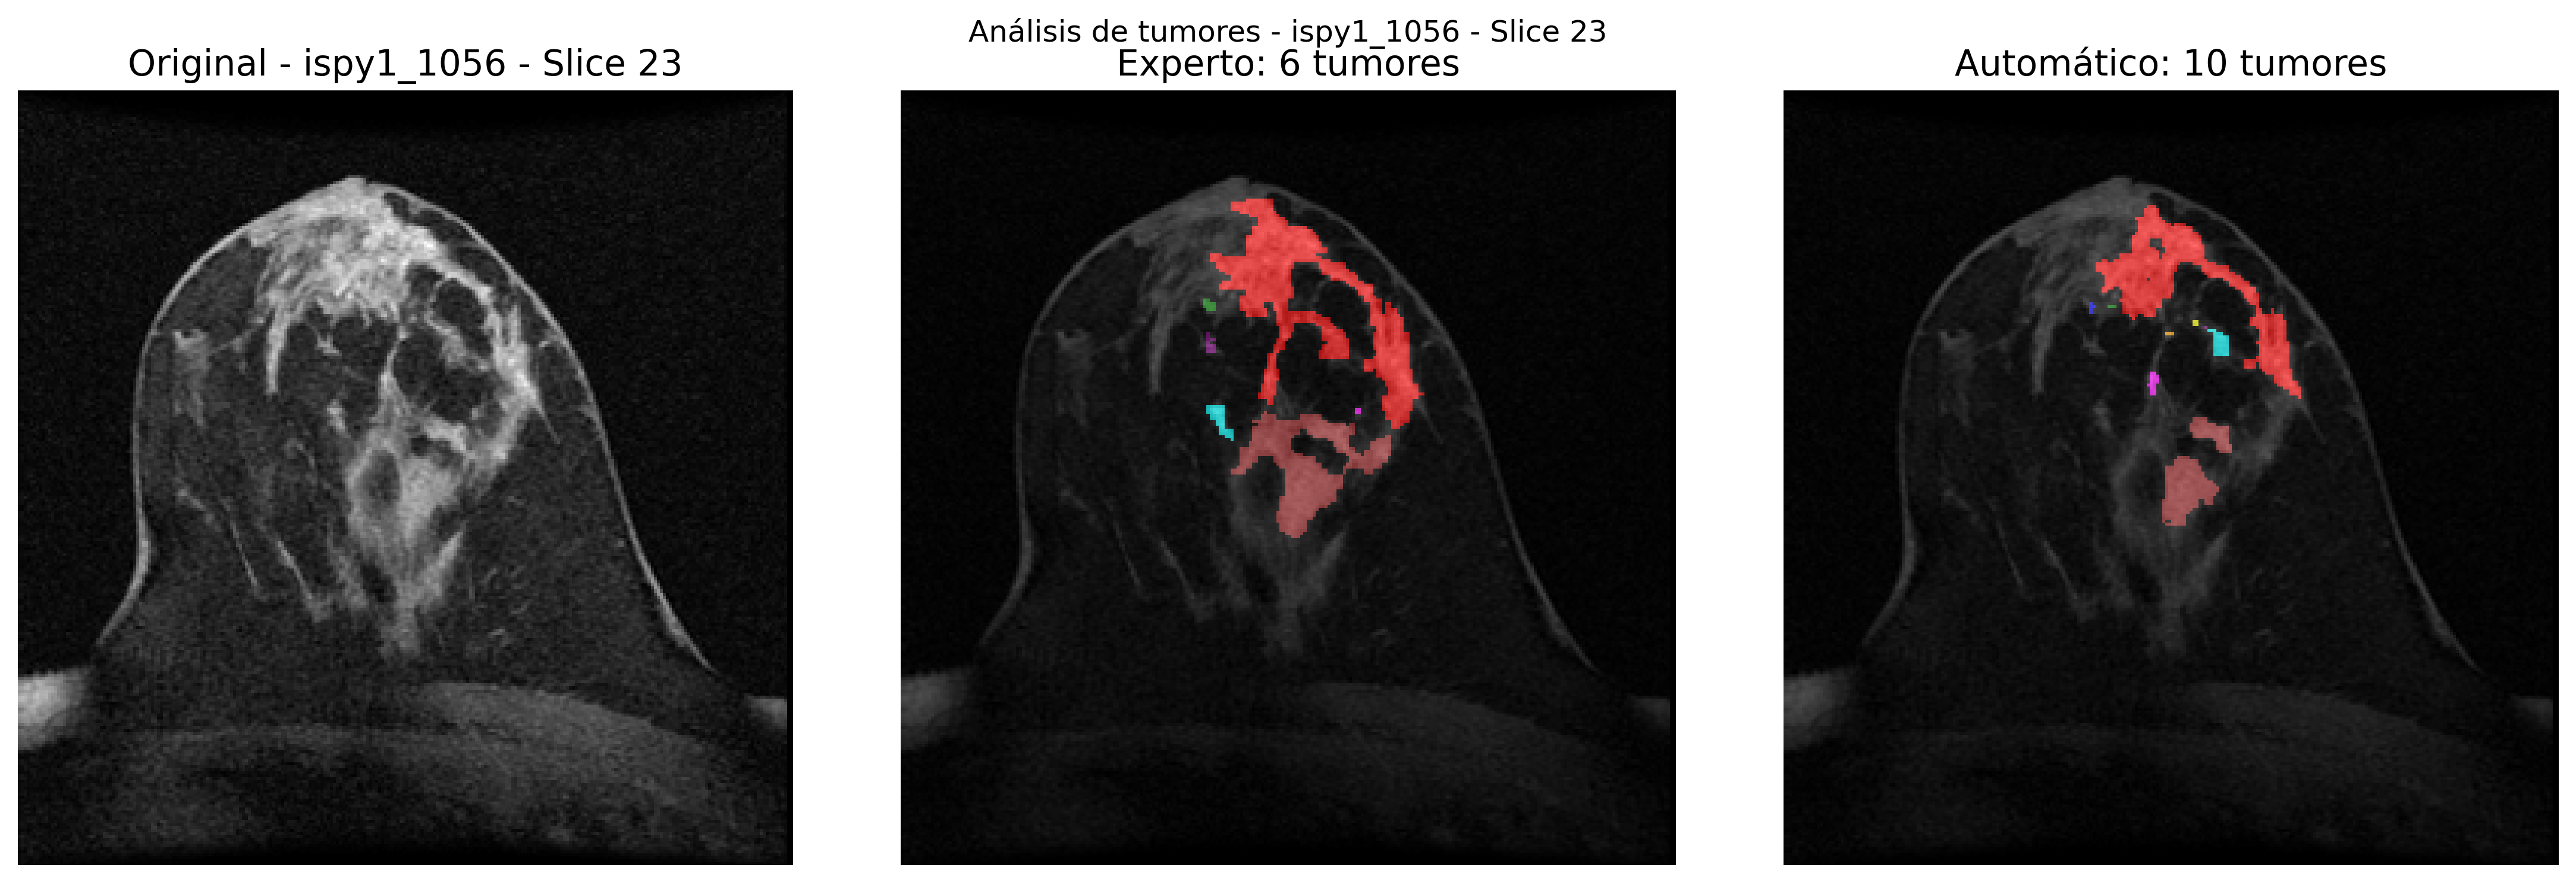 Análisis de tumores - ispy1_1056 - Slice 23
Original - ispy1_1056 - Slice 23
Experto: 6 tumores
Automático: 10 tumores